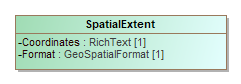 SpatialExtent
-Coordinates : RichText [1]
-Format : GeoSpatialFormat [1]